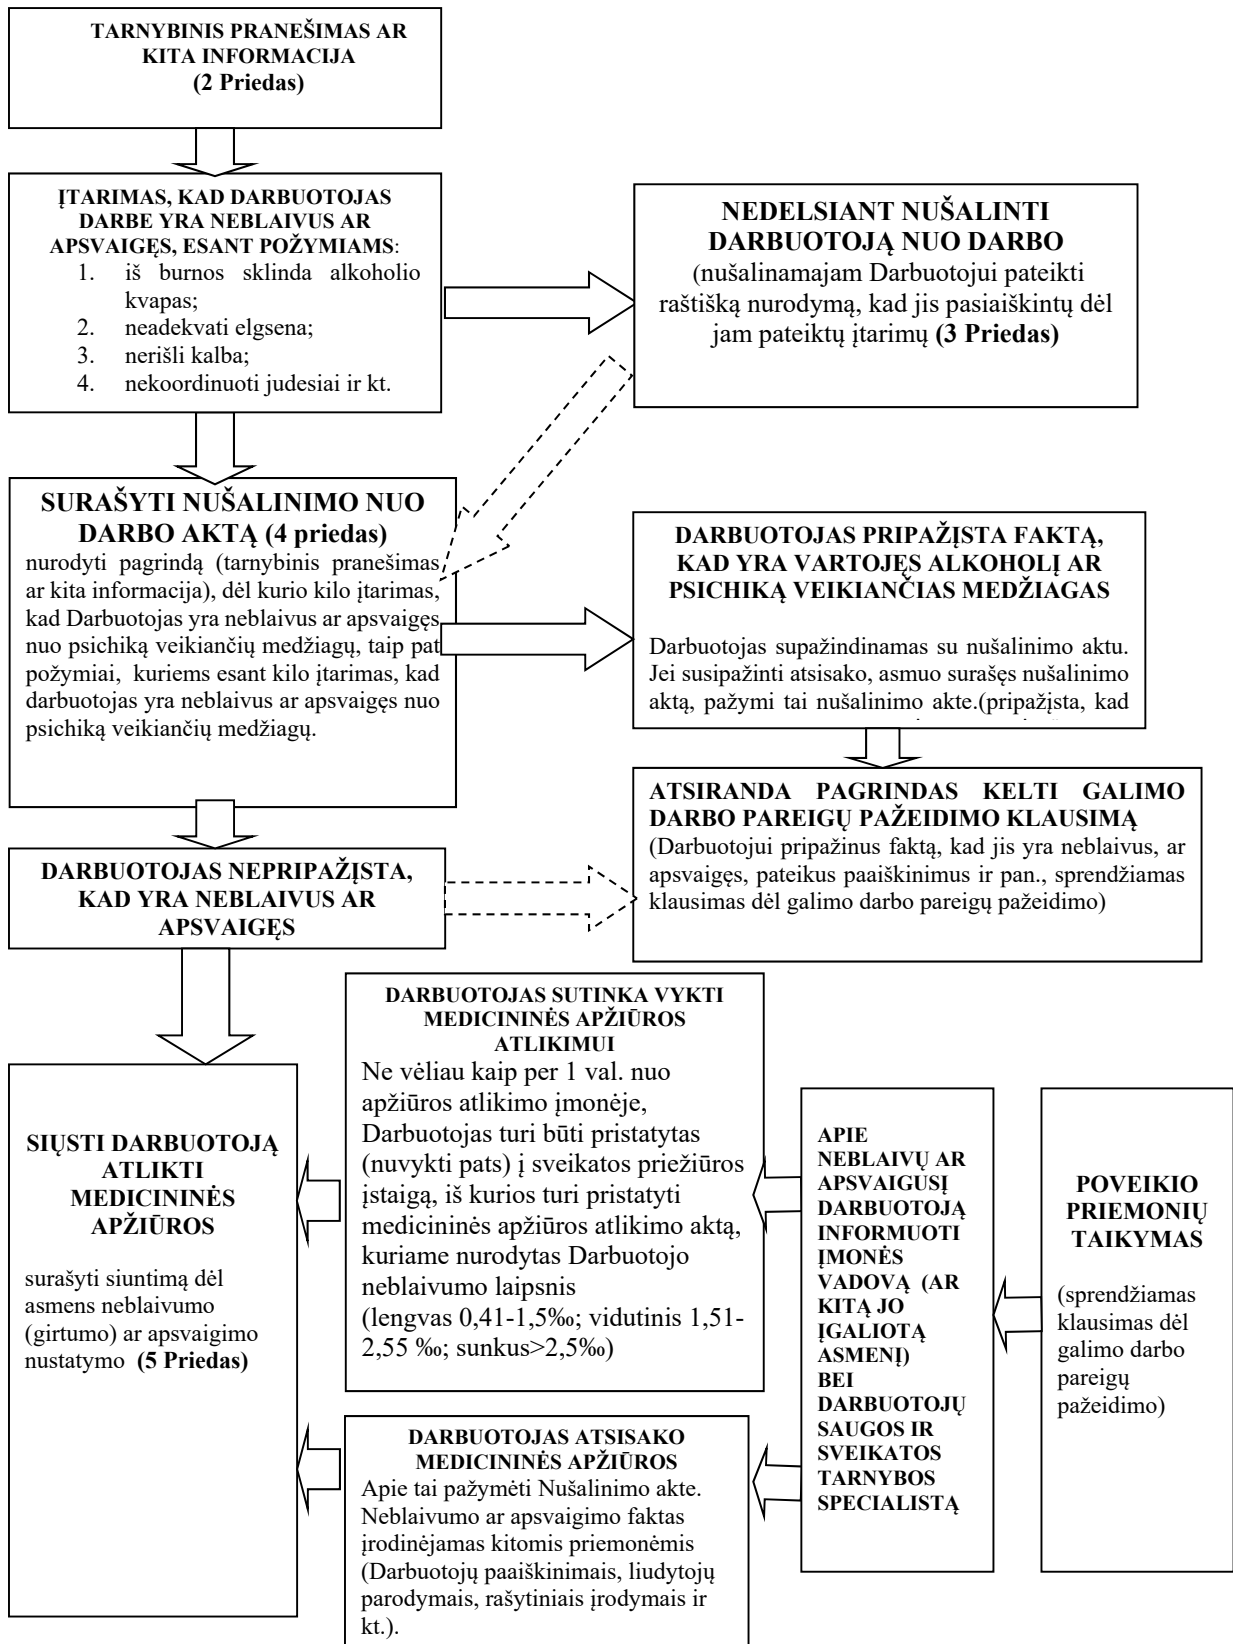 TARNYBINIS PRANEŠIMAS AR
KITA INFORMACIJA
(2 Priedas)
ĮTARIMAS, KAD DARBUOTOJAS
DARBE YRA NEBLAIVUS AR
APSVAIGĘS, ESANT POŽYMIAMS:
1. iš burnos sklinda alkoholio
kvapas;
2. neadekvati elgsena;
3. nerišli kalba;
4. nekoordinuoti judesiai ir kt.
NEDELSIANT NUŠALINTI
DARBUOTOJĄ NUO DARBO
(nušalinamajam Darbuotojui pateikti
raštišką nurodymą, kad jis pasiaiškintų dėl
jam pateiktų įtarimų (3 Priedas)
SURAŠYTI NUŠALINIMO NUO
DARBO AKTĄ (4 priedas)
nurodyti pagrindą (tarnybinis pranešimas
ar kita informacija), dėl kurio kilo įtarimas,
kad Darbuotojas yra neblaivus ar apsvaigęs
nuo psichiką veikiančių medžiagų, taip pat
požymiai, kuriems esant kilo įtarimas, kad
darbuotojas yra neblaivus ar apsvaigęs nuo
psichiką veikiančių medžiagų.
DARBUOTOJAS PRIPAŽĮSTA FAKTĄ,
KAD YRA VARTOJĘS ALKOHOLĮ AR
PSICHIKĄ VEIKIANČIAS MEDŽIAGAS
Darbuotojas supažindinamas su nušalinimo aktu.
Jei susipažinti atsisako, asmuo surašęs nušalinimo
aktą, pažymi tai nušalinimo akte.(pripažįsta, kad
ATSIRANDA PAGRINDAS KELTI GALIMO
DARBO PAREIGŲ PAŽEIDIMO KLAUSIMĄ
(Darbuotojui pripažinus faktą, kad jis yra neblaivus, ar
apsvaigęs, pateikus paaiškinimus ir pan., sprendžiamas
klausimas dėl galimo darbo pareigų pažeidimo)
DARBUOTOJAS NEPRIPAŽĮSTA,
KAD YRA NEBLAIVUS AR
APSVAIGĘS
SIŲSTI DARBUOTOJĄ
ATLIKTI
MEDICININĖS
APŽIŪROS
surašyti siuntimą dėl
asmens neblaivumo
(girtumo) ar apsvaigimo
nustatymo (5 Priedas)
DARBUOTOJAS SUTINKA VYKTI
MEDICININĖS APŽIŪROS
ATLIKIMUI
Ne vėliau kaip per 1 val. nuo
apžiūros atlikimo įmonėje,
Darbuotojas turi būti pristatytas
(nuvykti pats) į sveikatos priežiūros
įstaigą, iš kurios turi pristatyti
medicininės apžiūros atlikimo aktą,
kuriame nurodytas Darbuotojo
neblaivumo laipsnis
(lengvas 0,41-1,5‰; vidutinis 1,51-
2,55 ‰; sunkus>2,5‰)
DARBUOTOJAS ATSISAKO
MEDICININĖS APŽIŪROS
Apie tai pažymėti Nušalinimo akte.
Neblaivumo ar apsvaigimo faktas
įrodinėjamas kitomis priemonėmis
(Darbuotojų paaiškinimais, liudytojų
parodymais, rašytiniais įrodymais ir
kt.).
APIE
NEBLAIVŲ AR
APSVAIGUSĮ
DARBUOTOJĄ
INFORMUOTI
ĮMONĖS
VADOVĄ (AR
KITĄ JO
ĮGALIOTĄ
ASMENĮ)
BEI
DARBUOTOJŲ
SAUGOS IR
SVEIKATOS
TARNYBOS
SPECIALISTĄ
POVEIKIO
PRIEMONIŲ
TAIKYMAS
(sprendžiamas
klausimas dėl
galimo darbo
pareigų
pažeidimo)